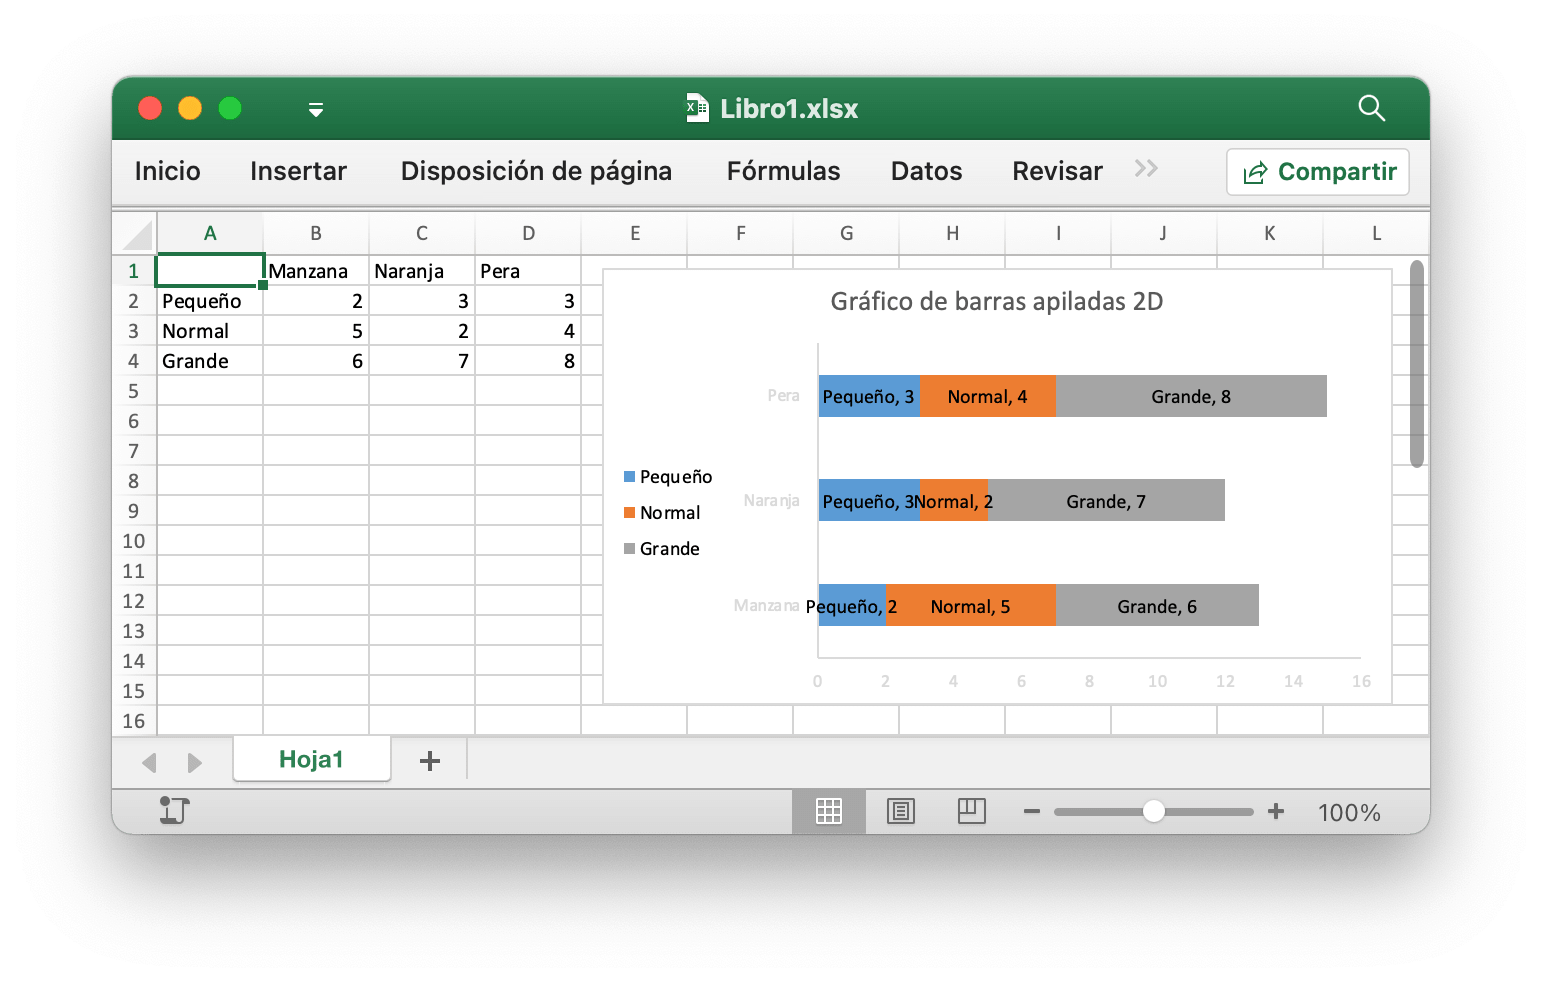 Libro1.xlsx
Inicio Insertar Disposición de página Fórmulas Datos Revisar Compartir
A B C D E F G H I J K L
1 Manzana Naranja Pera
2 Pequeño 2 3 3
3 Normal 5 2 4
4 Grande 6 7 8
5
6
7
8
9
10
11
12
13
14
15
16
Gráfico de barras apiladas 2D
Pera Pequeño, 3 Normal, 4 Grande, 8
Pequeño
Naranja Pequeño, 3 Normal, 2 Grande, 7
Normal
Grande
Manzana Pequeño, 2 Normal, 5 Grande, 6
0 2 4 6 8 10 12 14 16
Hoja1 +
100%